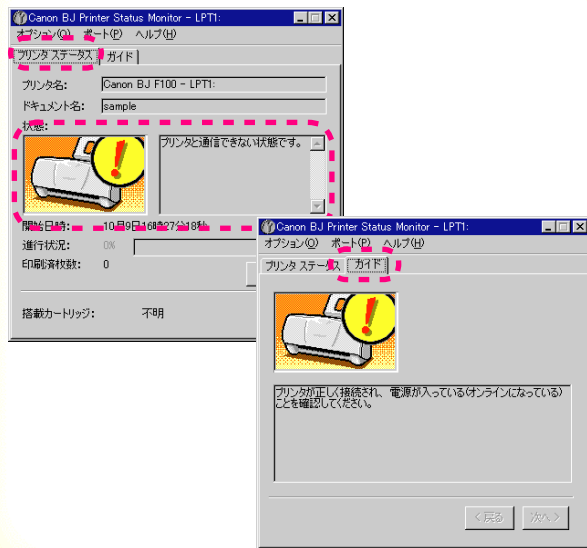 Canon BJ Printer Status Monitor - LPT1:
オプション(O) ポート(P) ヘルプ(H)
プリンタ ステータス ガイド
プリンタ名: Canon BJ F100 - LPT1:
ドキュメント名: sample
状態:
プリンタと通信できない状態です。
開始日時: 10月9日16時27分18秒
進行状況: 0%
印刷済枚数: 0
搭載カートリッジ: 不明
Canon BJ Printer Status Monitor - LPT1:
オプション(O) ポート(P) ヘルプ(H)
プリンタ ステータス ガイド
プリンタが正しく接続され、電源が入っている(オンラインになっている)
ことを確認してください。
< 戻る 次へ >